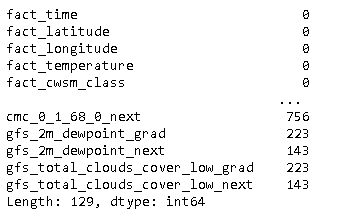 fact_time 0
fact_latitude 0
fact_longitude 0
fact_temperature 0
fact_cwsm_class 0
...
cmc_0_1_68_0_next 756
gfs_2m_dewpoint_grad 223
gfs_2m_dewpoint_next 143
gfs_total_clouds_cover_low_grad 223
gfs_total_clouds_cover_low_next 143
Length: 129, dtype: int64